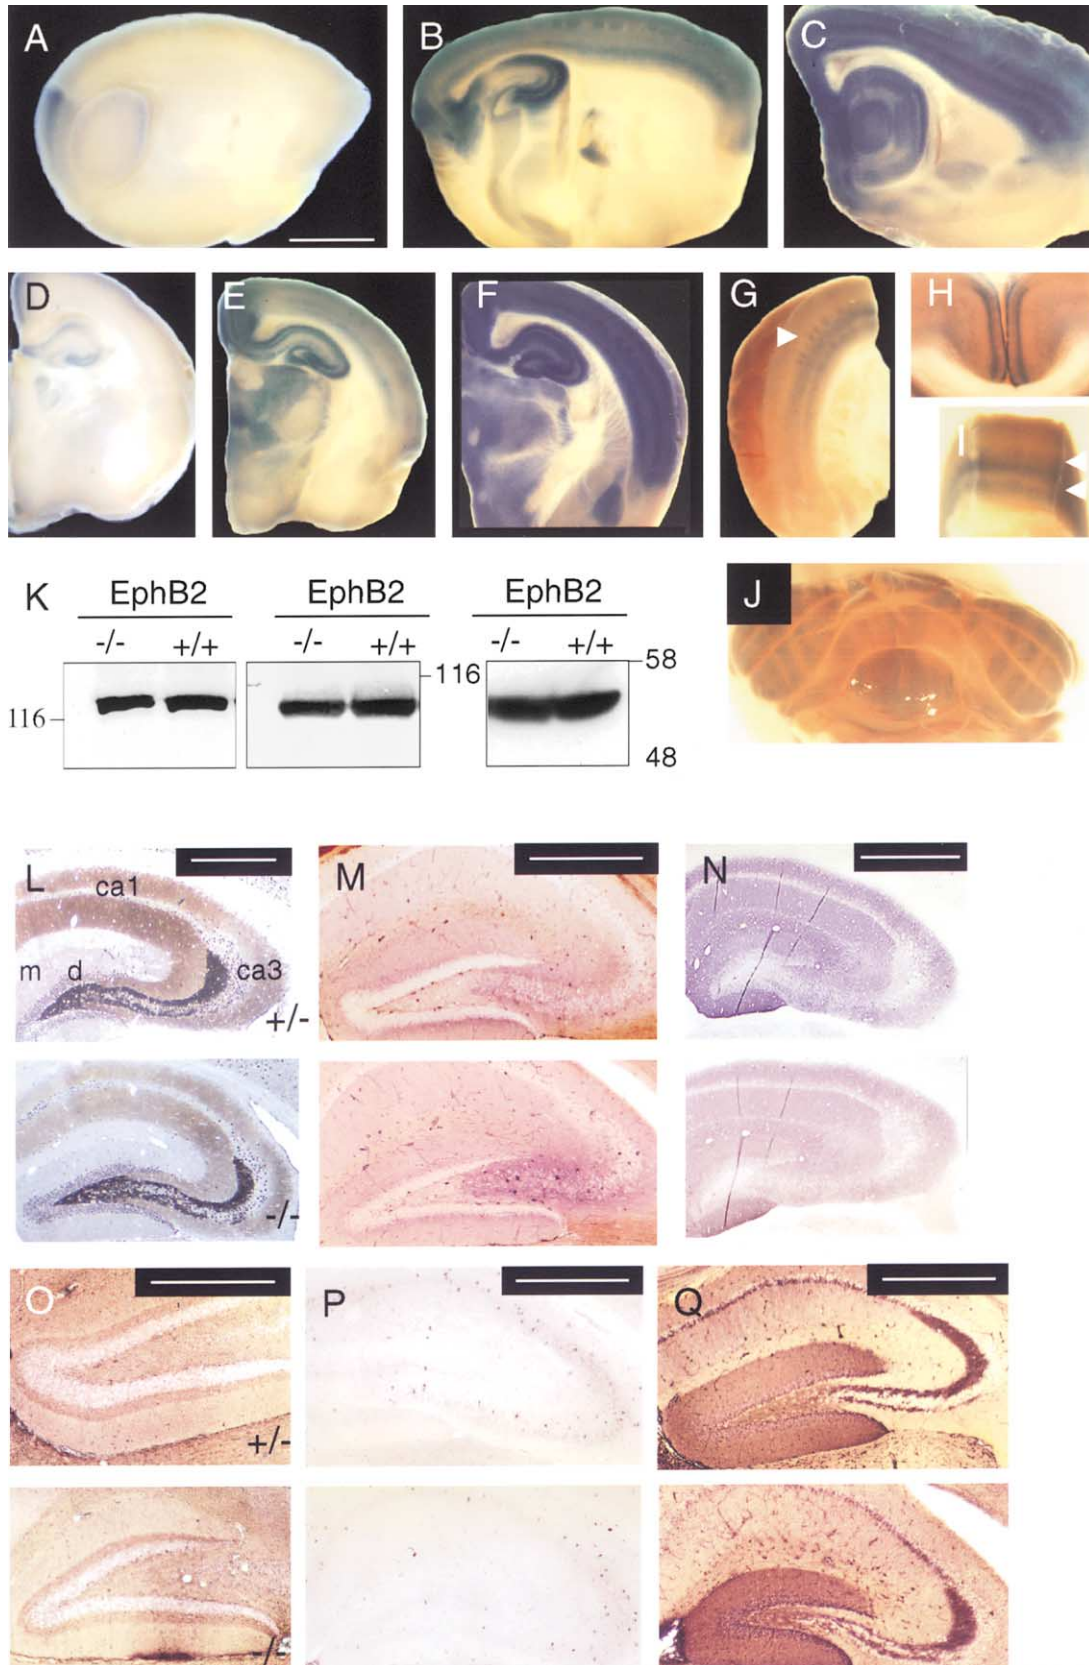 A
B
C
D
E
F
G
H
I
K
EphB2
EphB2
EphB2
-/-
+/+
-/-
+/+
-/-
+/+
116
116
58
48
J
L
ca1
m
d
ca3
+/-
-/-
M
N
O
+/-
-/-
P
Q